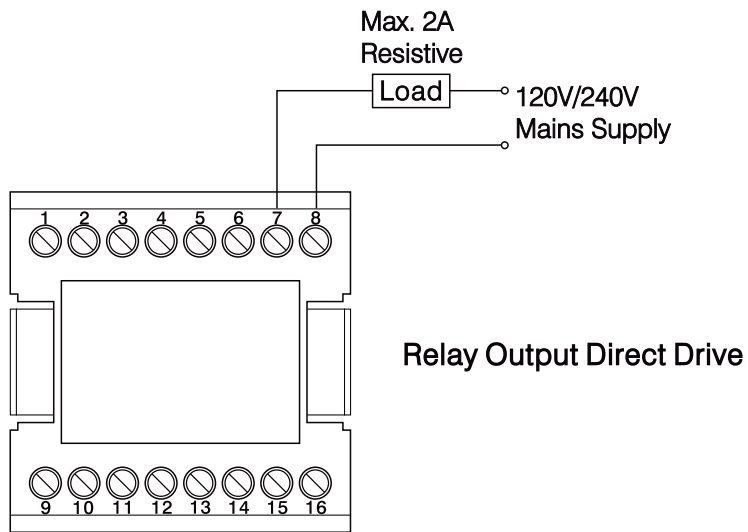 Max. 2A
Resistive
Load
120V/240V
Mains Supply
1 2 3 4 5 6 7 8
Relay Output Direct Drive
9 10 11 12 13 14 15 16